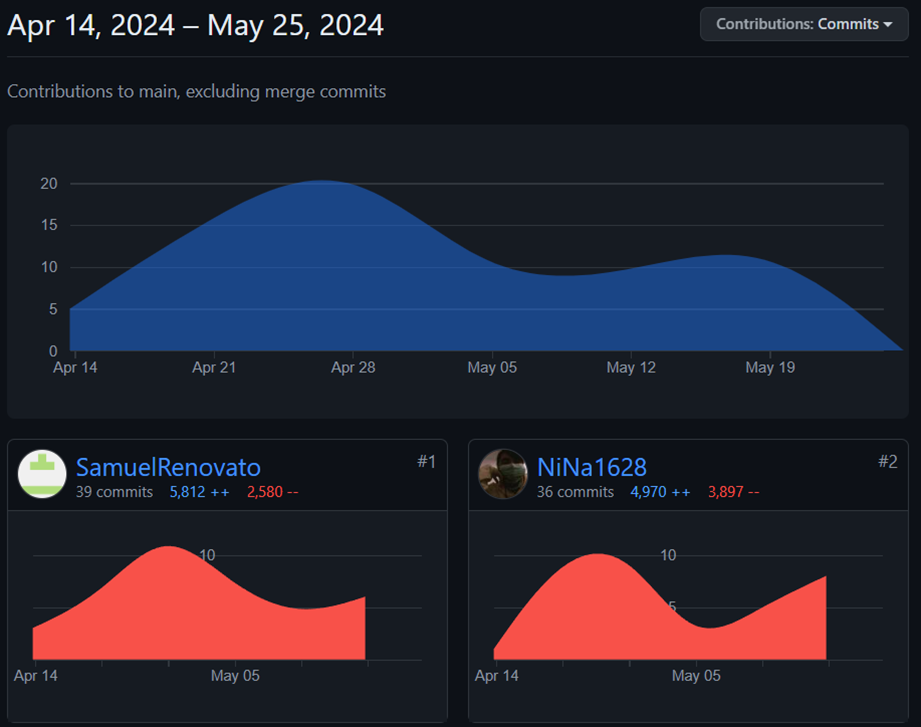 Apr 14, 2024 – May 25, 2024
Contributions: Commits
Contributions to main, excluding merge commits
20
15
10
5
0
Apr 14 Apr 21 Apr 28 May 05 May 12 May 19
SamuelRenovato
#1
39 commits 5,812 ++ 2,580 --
10
Apr 14 May 05
NiNa1628
#2
36 commits 4,970 ++ 3,897 --
10
5
Apr 14 May 05